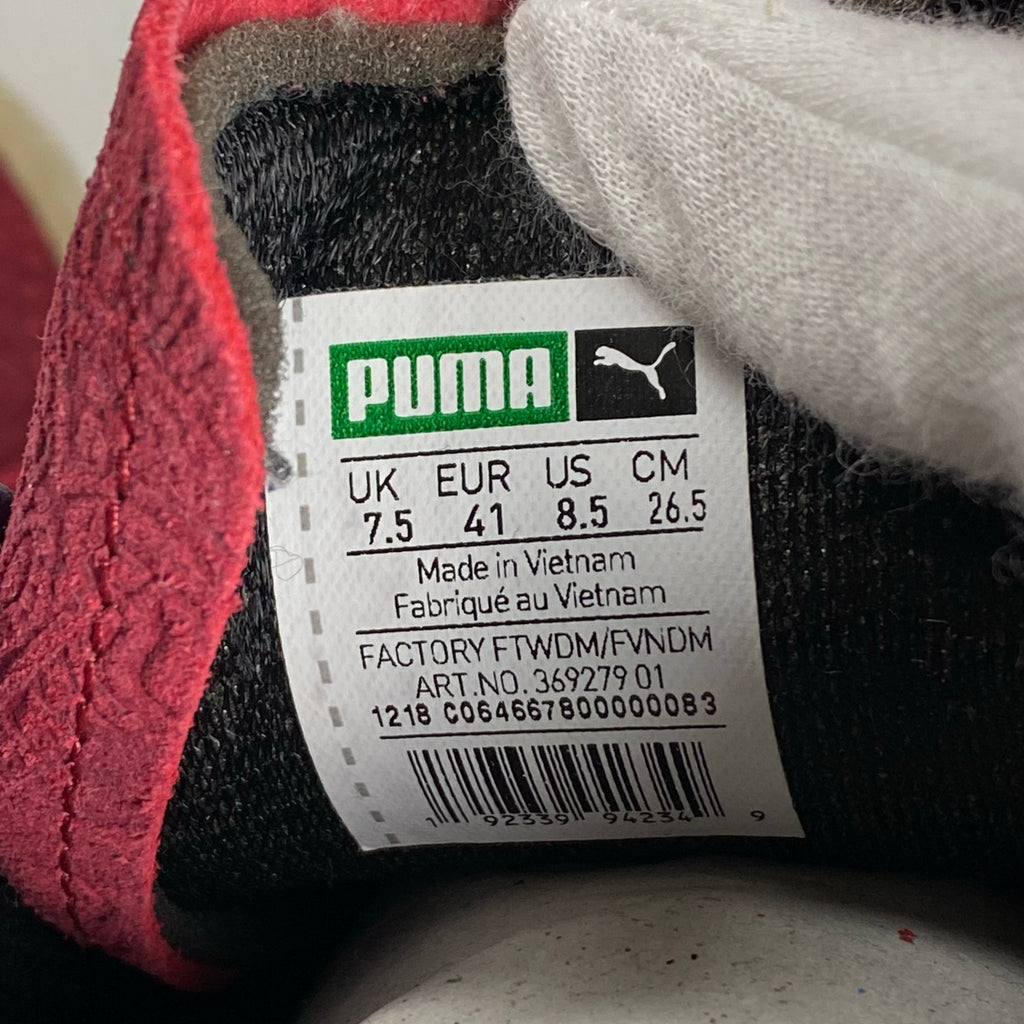 PUMA
UK EUR US CM
7.5 41 8.5 26.5
Made in Vietnam
Fabriqué au Vietnam
FACTORY FTWDM/FVNDM
ART.NO. 369279 01
1218 C064667800000083
1 92339 94234 9